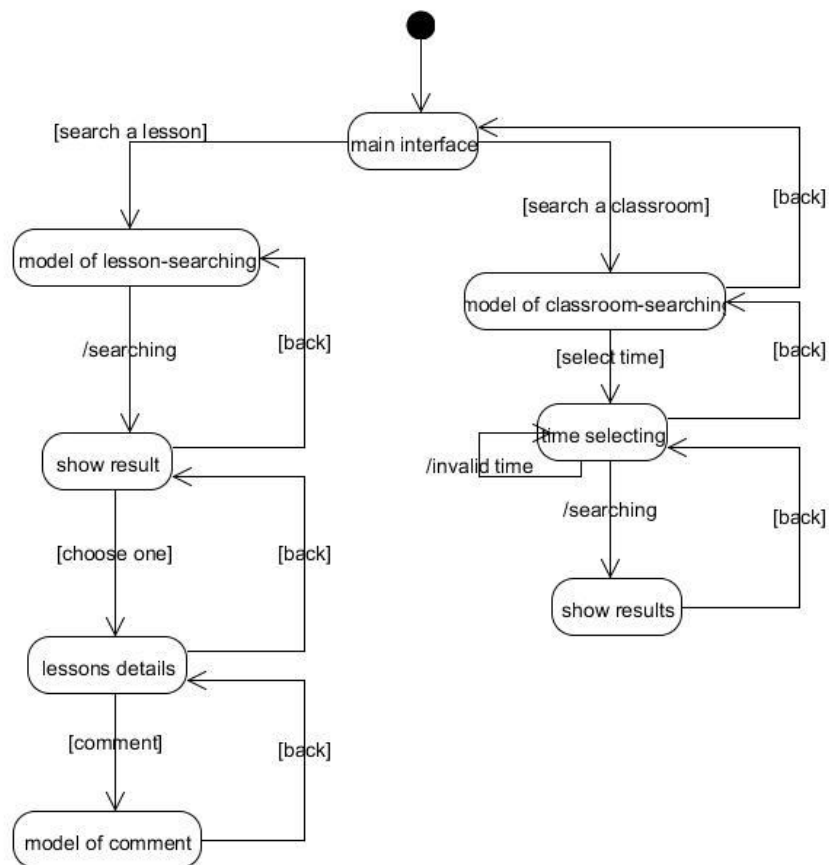 [search a lesson]
main interface
[back]
[search a classroom]
model of lesson-searching
model of classroom-searching
/searching
[back]
[select time]
[back]
time selecting
show result
/invalid time
/searching
[back]
[choose one]
[back]
show results
lessons details
[comment]
[back]
model of comment